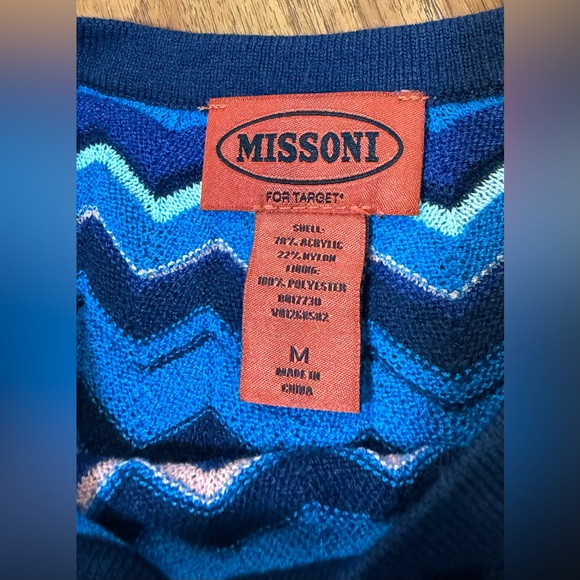 MISSONI
FOR TARGET*
SHELL:
78% ACRYLIC
22% NYLON
LINING:
100% POLYESTER
M
MADE IN
CHINA